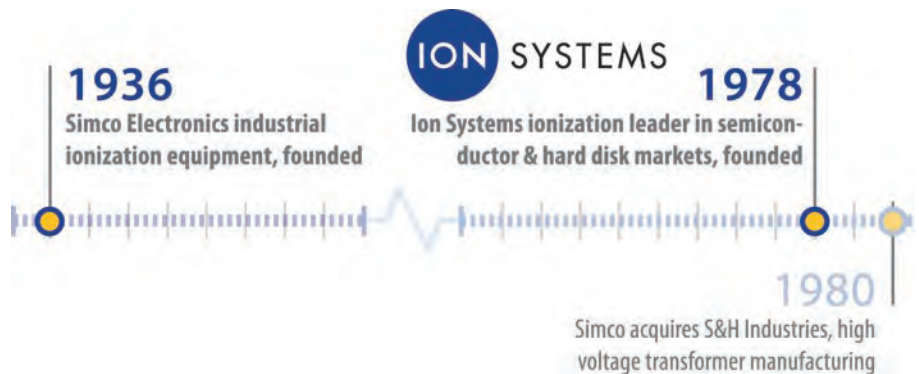 ION SYSTEMS
1936
Simco Electronics industrial
ionization equipment, founded
1978
Ion Systems ionization leader in semicon-
ductor & hard disk markets, founded
1980
Simco acquires S&H Industries, high
voltage transformer manufacturing